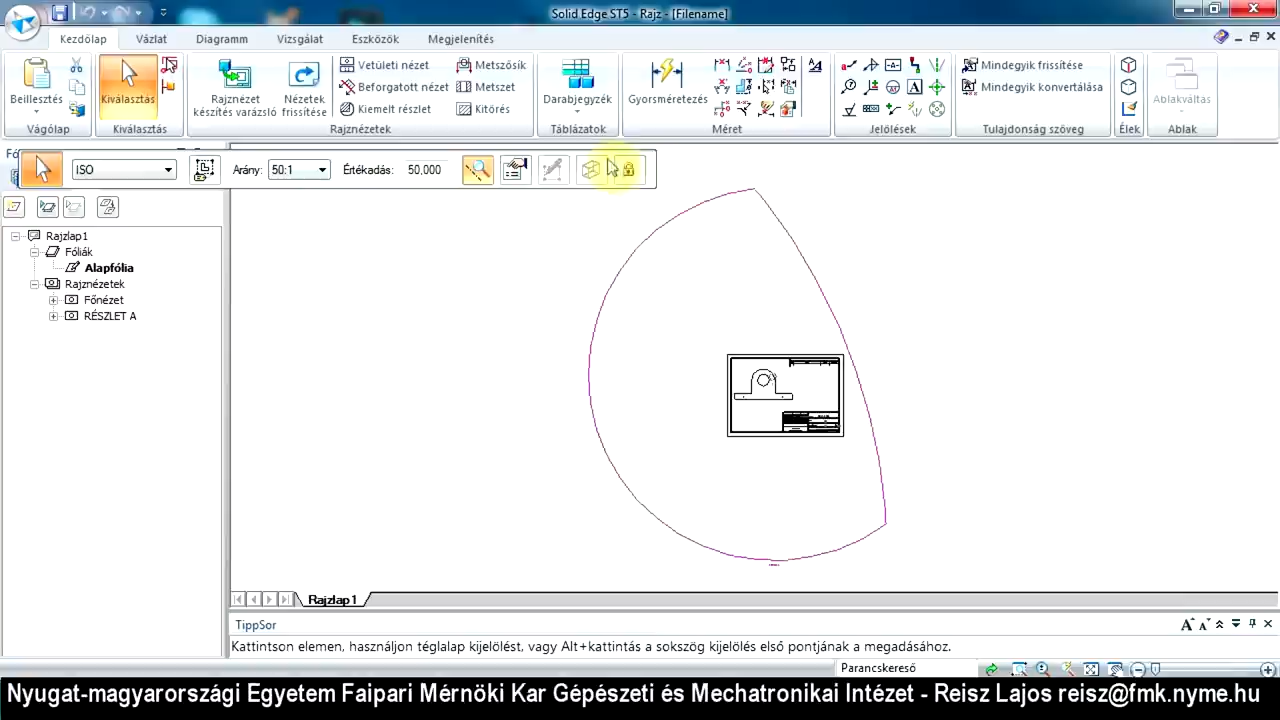 Solid Edge ST5 - Rajz - [Filename]
Kezdőlap Vázlat Diagramm Vizsgálat Eszközök Megjelenítés
Beillesztés
Kiválasztás
Rajznézet készítés varázsló
Nézetek frissítése
Vetületi nézet
Beforgatott nézet
Kiemelt részlet
Metszősík
Metszet
Kitörés
Darabjegyzék
Gyorsméretezés
Mindegyik frissítése
Mindegyik konvertálása
Ablakváltás
Vágólap Kiválasztás Rajznézetek Táblázatok Méret Jelölések Tulajdonság szöveg Élek Ablak
ISO Arány: 50:1 Értékadás: 50,000
Rajzlap1
Fóliák
Alapfólia
Rajznézetek
Főnézet
RÉSZLET A
Rajzlap1
TippSor
Kattintson elemen, használjon téglalap kijelölést, vagy Alt+kattintás a sokszög kijelölés első pontjának a megadásához.
Parancskereső
Nyugat-magyarországi Egyetem Faipari Mérnöki Kar Gépészeti és Mechatronikai Intézet - Reisz Lajos reisz@fmk.nyme.hu